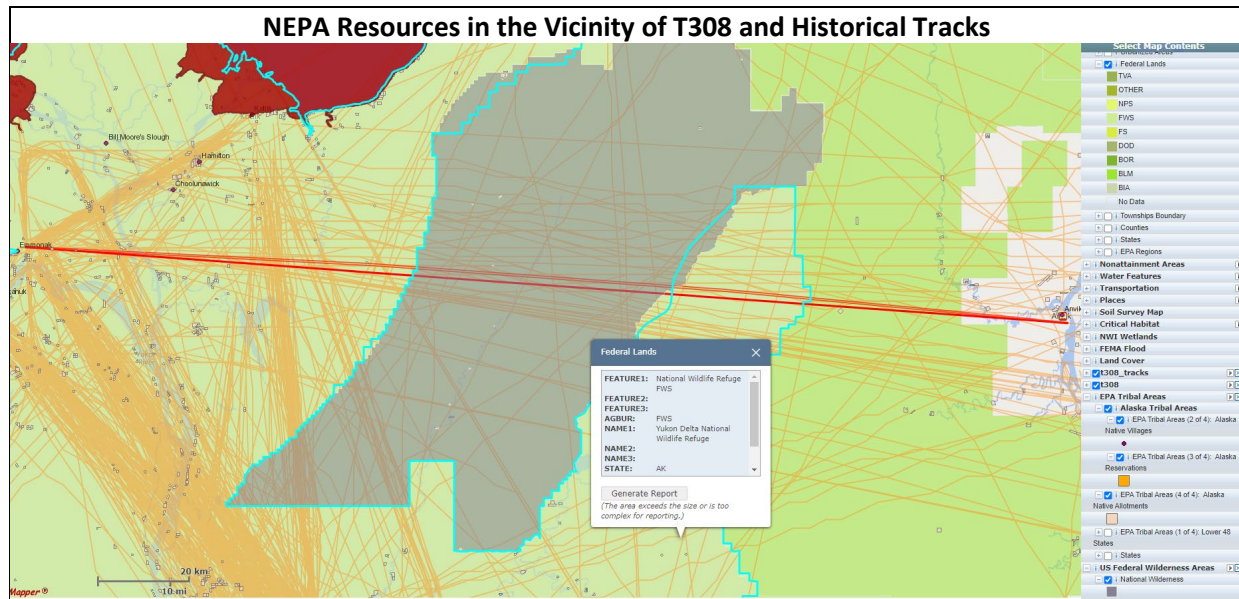 NEPA Resources in the Vicinity of T308 and Historical Tracks
Select Map Contents
Federal Lands
TVA
OTHER
NPS
FWS
FS
DOD
BOR
BLM
BIA
No Data
Townships Boundary
Counties
States
EPA Regions
Nonattainment Areas
Water Features
Transportation
Places
Soil Survey Map
Critical Habitat
NWI Wetlands
FEMA Flood
Land Cover
t308_tracks
t308
EPA Tribal Areas
Alaska Tribal Areas
EPA Tribal Areas (2 of 4): Alaska
Native Villages
EPA Tribal Areas (3 of 4): Alaska
Reservations
EPA Tribal Areas (4 of 4): Alaska
Native Allotments
EPA Tribal Areas (1 of 4): Lower 48
States
States
US Federal Wilderness Areas
National Wilderness
Bill Moore's Slough
Hamilton
Choolunawick
Emmonak
Anvik
Federal Lands
FEATURE1: National Wildlife Refuge
FWS
FEATURE2:
FEATURE3:
AGBUR: FWS
NAME1: Yukon Delta National
Wildlife Refuge
NAME2:
NAME3:
STATE: AK
Generate Report
(The area exceeds the size or is too
complex for reporting.)
20 km
10 mi
Mapper ®